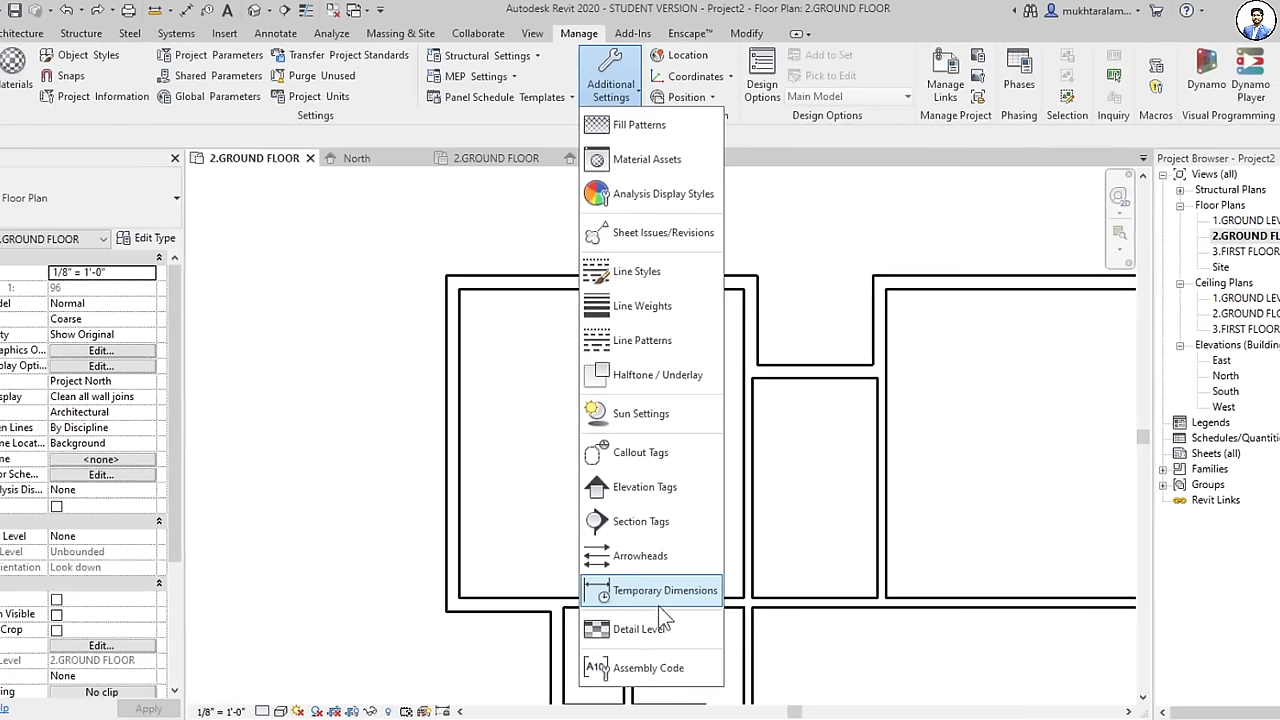 Autodesk Revit 2020 - STUDENT VERSION - Project2 - Floor Plan: 2.GROUND FLOOR
mukhtaralam...
chitecture Structure Steel Systems Insert Annotate Analyze Massing & Site Collaborate View Manage Add-Ins Enscape™ Modify
Object Styles Project Parameters Transfer Project Standards Structural Settings Location Add to Set
Snaps Shared Parameters Purge Unused MEP Settings Coordinates Pick to Edit
Project Information Global Parameters Project Units Panel Schedule Templates Position Main Model
aterials
Additional Settings
Design Options
Manage Links
Phases
Dynamo
Dynamo Player
Settings Design Options Manage Project Phasing Selection Inquiry Macros Visual Programming
Fill Patterns
Material Assets
Analysis Display Styles
Sheet Issues/Revisions
Line Styles
Line Weights
Line Patterns
Halftone / Underlay
Sun Settings
Callout Tags
Elevation Tags
Section Tags
Arrowheads
Temporary Dimensions
Detail Level
Assembly Code
2.GROUND FLOOR North 2.GROUND FLOOR
Floor Plan
.GROUND FLOOR Edit Type
1/8" = 1'-0"
1: 96
del Normal
Coarse
ty Show Original
raphics O... Edit...
play Opti... Edit...
Project North
play Clean all wall joins
Architectural
en Lines By Discipline
ne Locat... Background
me <none>
or Sche... Edit...
ysis Dis... None
Level None
Level Unbounded
ientation Look down
n Visible
Crop
Edit...
evel 2.GROUND FLOOR
None
ing No clip
elp Apply
1/8" = 1'-0"
2D
Project Browser - Project2
Views (all)
Structural Plans
Floor Plans
1.GROUND LEV
2.GROUND FL
3.FIRST FLOOR
Site
Ceiling Plans
1.GROUND LEV
2.GROUND FLO
3.FIRST FLOOR
Elevations (Building
East
North
South
West
Legends
Schedules/Quantitie
Sheets (all)
Families
Groups
Revit Links